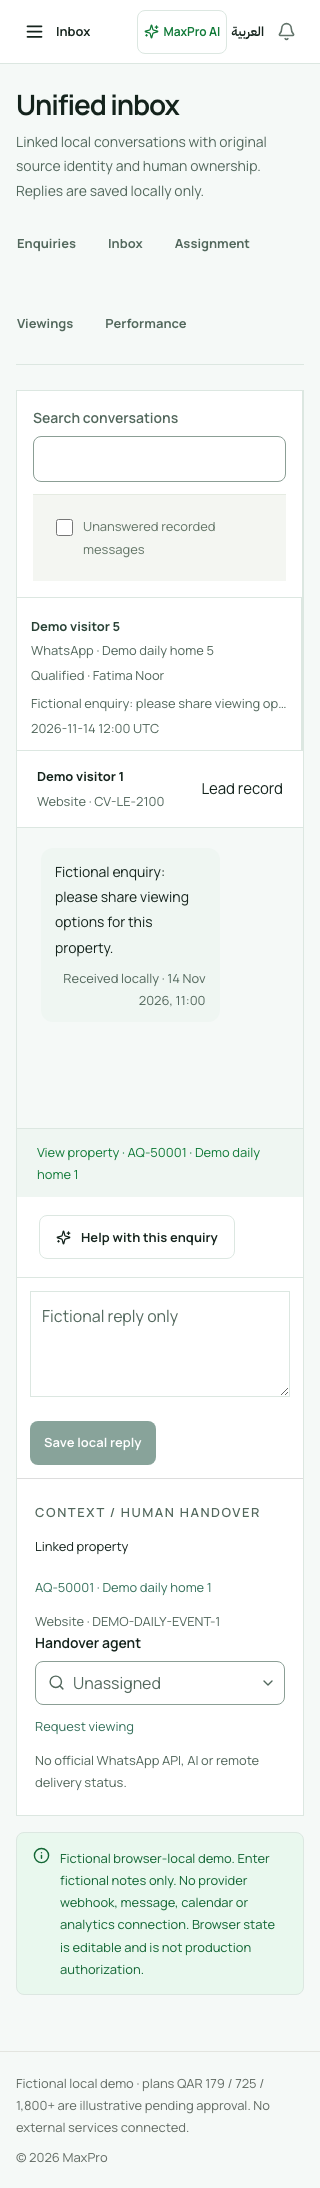 Inbox
MaxPro AI
العربية
Unified inbox
Linked local conversations with original
source identity and human ownership.
Replies are saved locally only.
Enquiries Inbox Assignment
Viewings Performance
Search conversations
Unanswered recorded
messages
Demo visitor 5
WhatsApp · Demo daily home 5
Qualified · Fatima Noor
Fictional enquiry: please share viewing op...
2026-11-14 12:00 UTC
Demo visitor 1
Website · CV-LE-2100
Lead record
Fictional enquiry:
please share viewing
options for this
property.
Received locally · 14 Nov
2026, 11:00
View property · AQ-50001 · Demo daily
home 1
Help with this enquiry
Fictional reply only
Save local reply
CONTEXT / HUMAN HANDOVER
Linked property
AQ-50001 · Demo daily home 1
Website · DEMO-DAILY-EVENT-1
Handover agent
Unassigned
Request viewing
No official WhatsApp API, AI or remote
delivery status.
Fictional browser-local demo. Enter
fictional notes only. No provider
webhook, message, calendar or
analytics connection. Browser state
is editable and is not production
authorization.
Fictional local demo · plans QAR 179 / 725 /
1,800+ are illustrative pending approval. No
external services connected.
© 2026 MaxPro